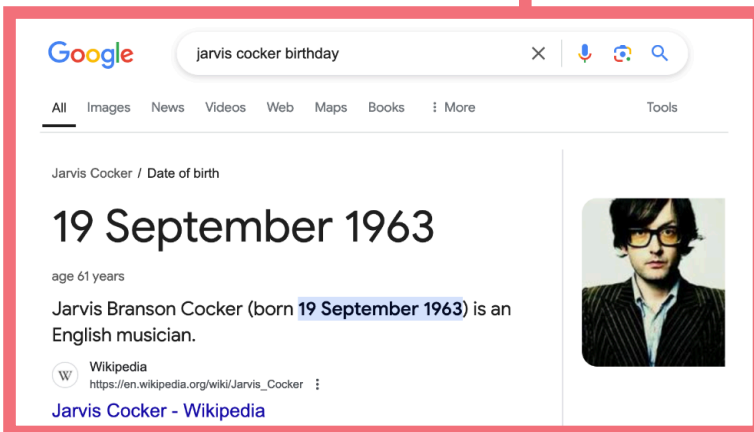 Google
jarvis cocker birthday
All Images News Videos Web Maps Books More Tools
Jarvis Cocker / Date of birth
19 September 1963
age 61 years
Jarvis Branson Cocker (born 19 September 1963) is an
English musician.
W
Wikipedia
https://en.wikipedia.org/wiki/Jarvis_Cocker
Jarvis Cocker - Wikipedia